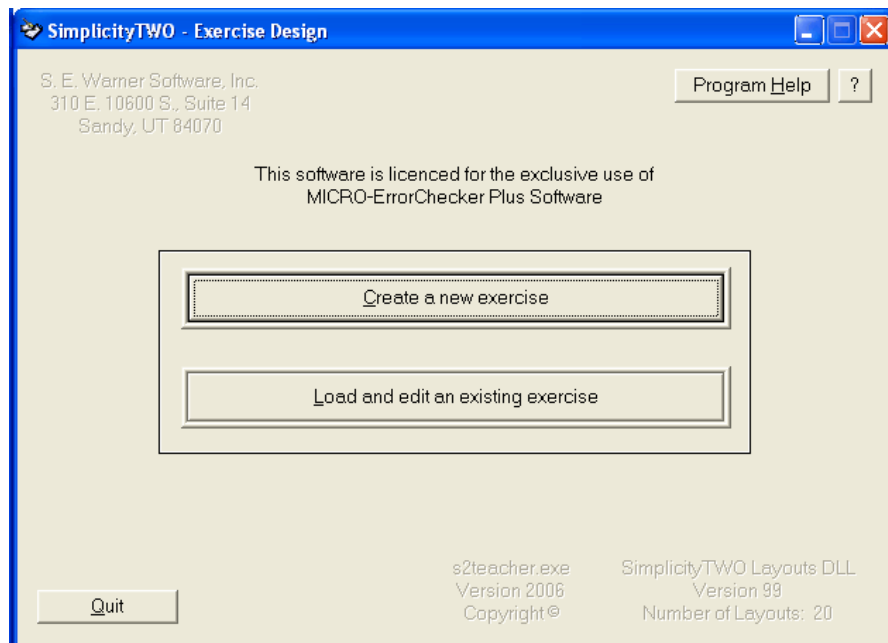 SimplicityTWO - Exercise Design
S. E. Warner Software, Inc.
310 E. 10600 S., Suite 14
Sandy, UT 84070
Program Help
?
This software is licenced for the exclusive use of
MICRO-ErrorChecker Plus Software
Create a new exercise
Load and edit an existing exercise
s2teacher.exe
Version 2006
Copyright©
SimplicityTWO Layouts DLL
Version 99
Number of Layouts: 20
Quit